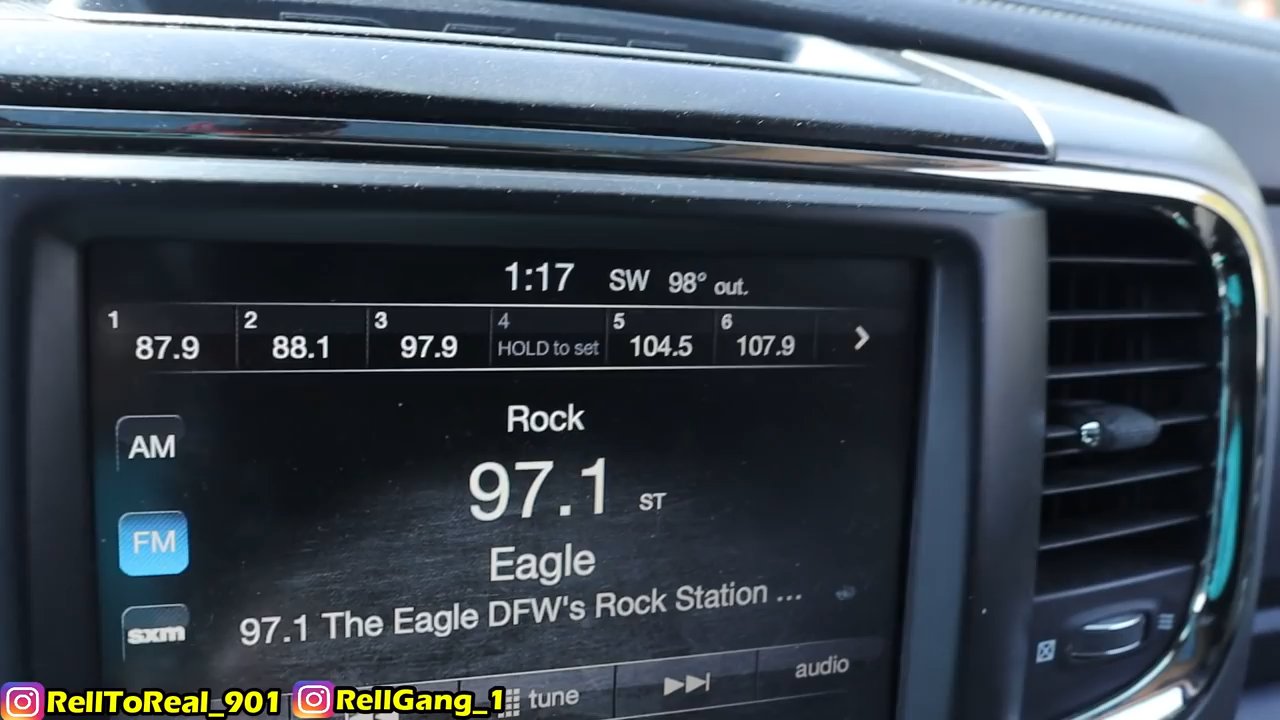 1:17 SW 98° out.
1 87.9 2 88.1 3 97.9 4 HOLD to set 5 104.5 6 107.9
Rock
AM
97.1 ST
FM
Eagle
97.1 The Eagle DFW's Rock Station ...
sxm
tune audio
RellToReal_901 RellGang_1